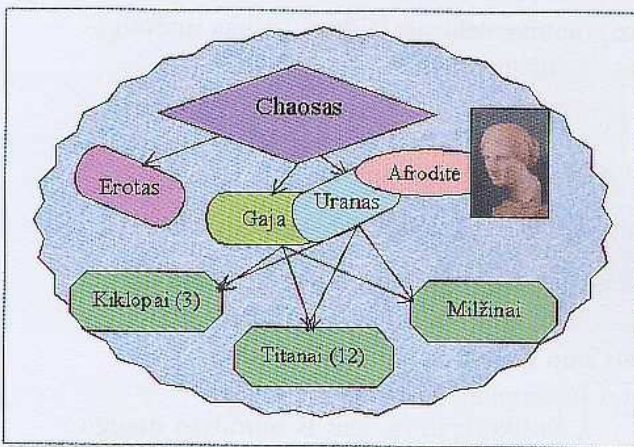 Chaosas
Erotas
Gaja
Uranas
Afroditė
Kiklopai (3)
Titanai (12)
Milžinai